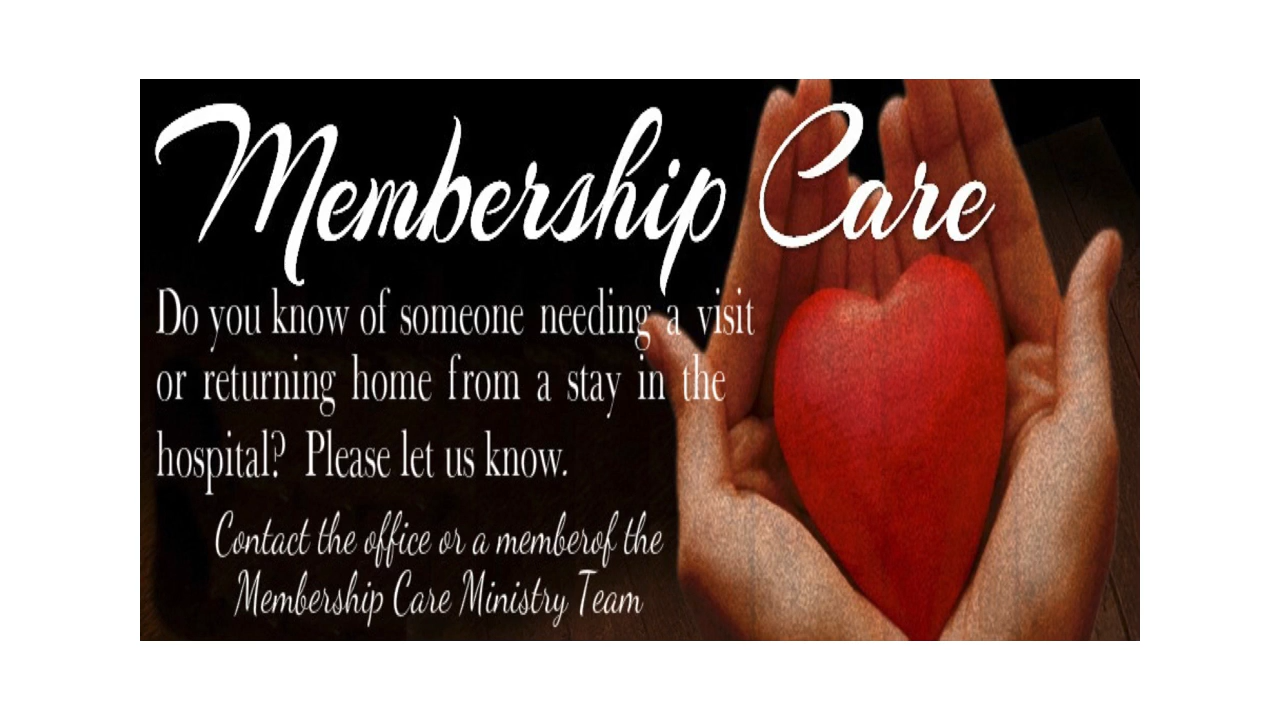 Membership Care
Do you know of someone needing a visit
or returning home from a stay in the
hospital? Please let us know.
Contact the office or a memberof the
Membership Care Ministry Team